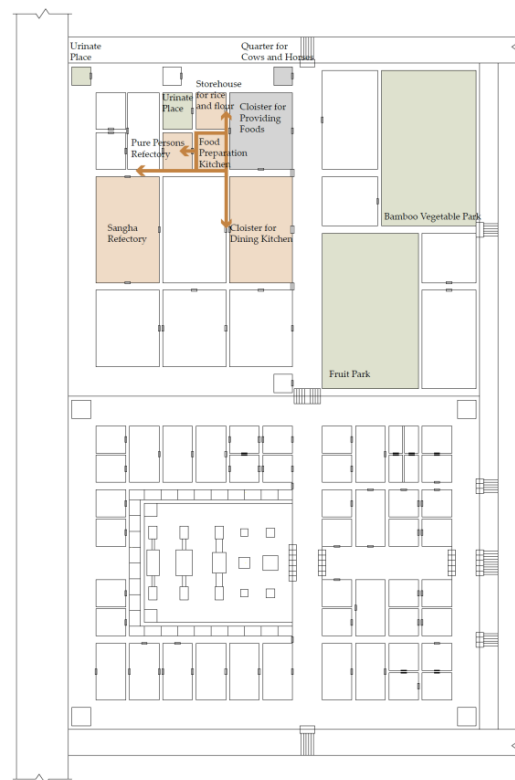 Urinate
Place
Quarter for
Cows and Horses
Storehouse
for rice
and flour
Urinate
Place
Cloister for
Providing
Foods
Pure Persons
Refectory
Food
Preparation
Kitchen
Sangha
Refectory
Cloister for
Dining Kitchen
Bamboo Vegetable Park
Fruit Park